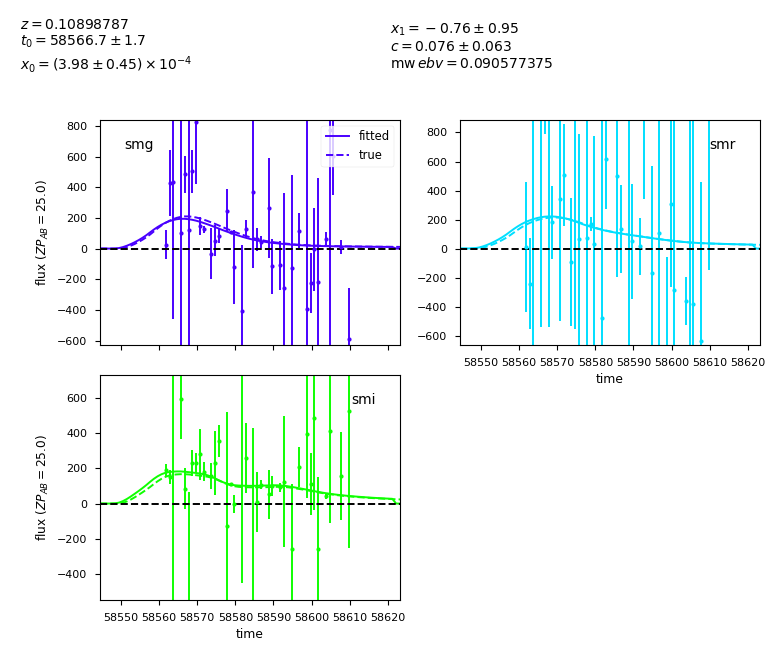 z = 0.10898787
t₀ = 58566.7 ± 1.7
x₀ = (3.98 ± 0.45) × 10⁻⁴
x₁ = −0.76 ± 0.95
c = 0.076 ± 0.063
mw ebv = 0.090577375
800
600
400
200
0
−200
−400
−600
flux (ZP_AB = 25.0)
smg
fitted
true
800
600
400
200
0
−200
−400
−600
smr
58550 58560 58570 58580 58590 58600 58610 58620
time
600
400
200
0
−200
−400
flux (ZP_AB = 25.0)
smi
58550 58560 58570 58580 58590 58600 58610 58620
time